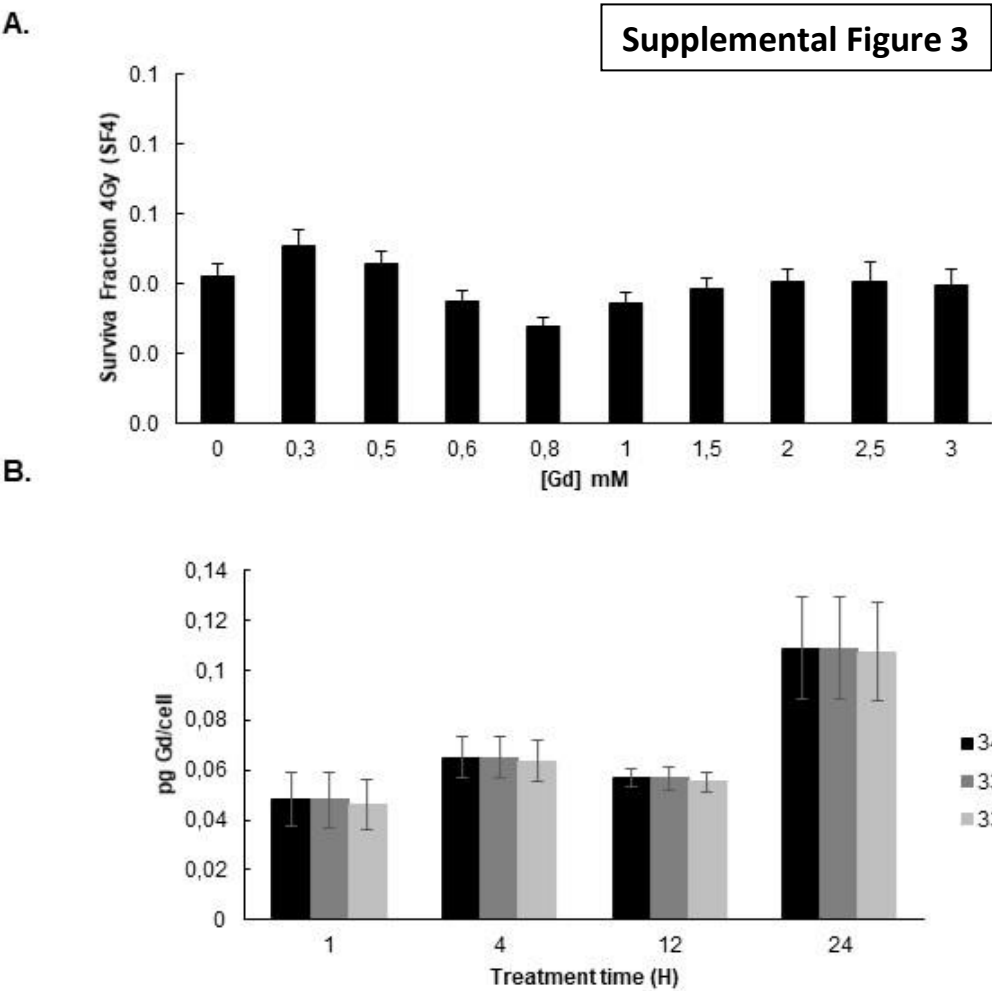 A.
Supplemental Figure 3
Surviva Fraction 4Gy (SF4)
0.1
0.1
0.1
0.0
0.0
0.0
0 0,3 0,5 0,6 0,8 1 1,5 2 2,5 3
[Gd] mM
B.
pg Gd/cell
0,14
0,12
0,1
0,08
0,06
0,04
0,02
0
1 4 12 24
Treatment time (H)